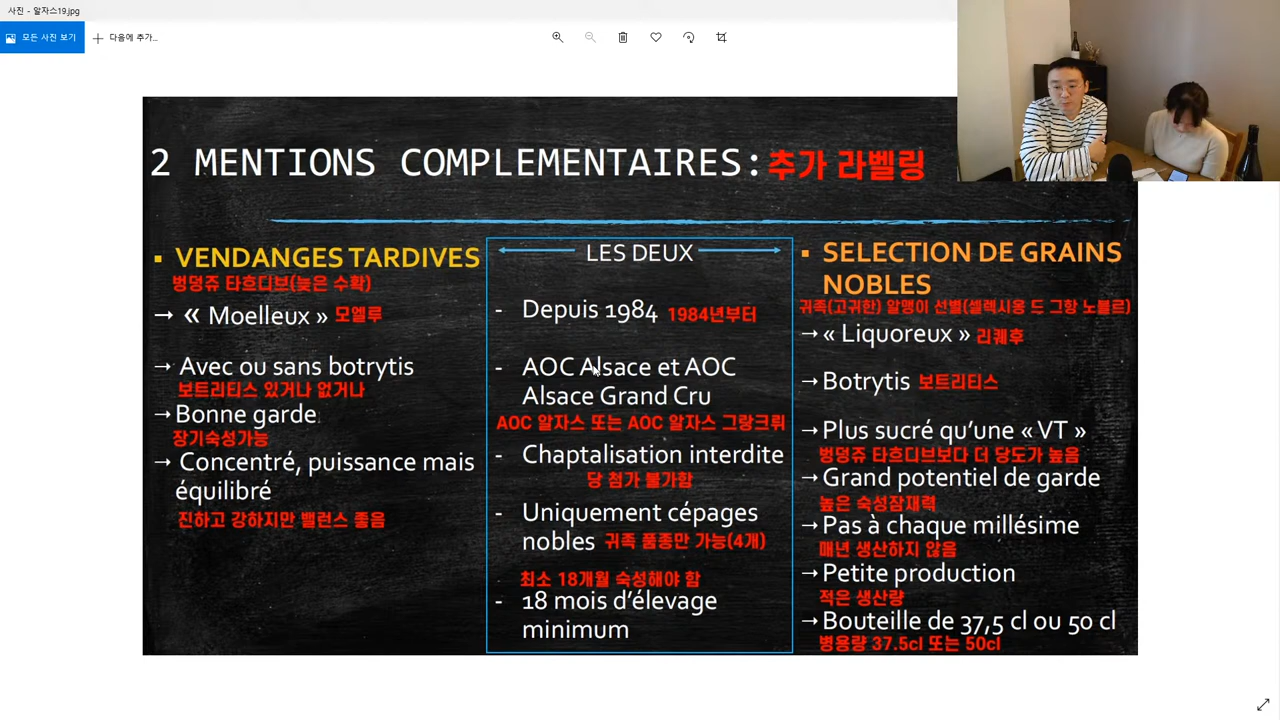 사진 - 알자스19.jpg
모든 사진 보기
다음에 추가...
2 MENTIONS COMPLEMENTAIRES: 추가 라벨링
▪ VENDANGES TARDIVES
벙덩쥬 타흐디브(늦은 수확)
→ « Moelleux » 모엘루
→ Avec ou sans botrytis
보트리티스 있거나 없거나
→ Bonne garde
장기숙성가능
→ Concentré, puissance mais
équilibré
진하고 강하지만 밸런스 좋음
LES DEUX
- Depuis 1984 1984년부터
- AOC Alsace et AOC
Alsace Grand Cru
AOC 알자스 또는 AOC 알자스 그랑크뤼
- Chaptalisation interdite
당 첨가 불가함
- Uniquement cépages
nobles 귀족 품종만 가능(4개)
최소 18개월 숙성해야 함
- 18 mois d'élevage
minimum
▪ SELECTION DE GRAINS
NOBLES
귀족(고귀한) 알맹이 선별(셀렉시옹 드 그항 노블르)
→ « Liquoreux » 리퀘후
→ Botrytis 보트리티스
→ Plus sucré qu'une « VT »
벙덩쥬 타흐디브보다 더 당도가 높음
→ Grand potentiel de garde
높은 숙성잠재력
→ Pas à chaque millésime
매년 생산하지 않음
→ Petite production
적은 생산량
→ Bouteille de 37,5 cl ou 50 cl
병용량 37.5cl 또는 50cl